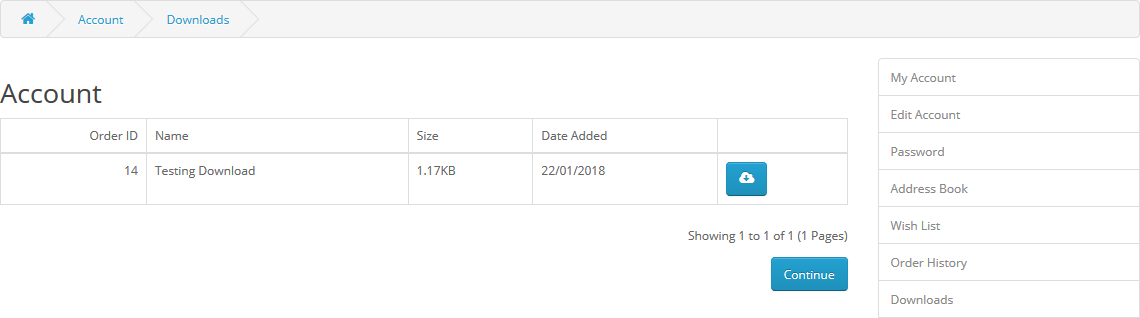 Account Downloads
Account
Order ID Name Size Date Added
14 Testing Download 1.17KB 22/01/2018
Showing 1 to 1 of 1 (1 Pages)
Continue
My Account
Edit Account
Password
Address Book
Wish List
Order History
Downloads